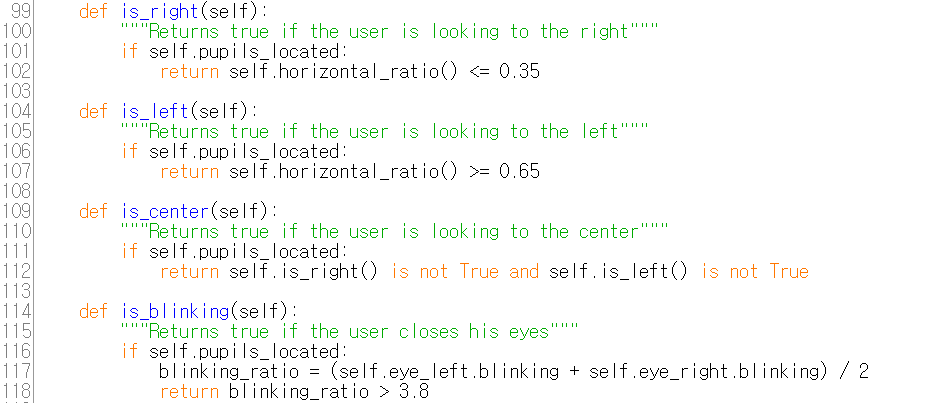 99     def is_right(self):
100         """Returns true if the user is looking to the right"""
101         if self.pupils_located:
102             return self.horizontal_ratio() <= 0.35
103
104     def is_left(self):
105         """Returns true if the user is looking to the left"""
106         if self.pupils_located:
107             return self.horizontal_ratio() >= 0.65
108
109     def is_center(self):
110         """Returns true if the user is looking to the center"""
111         if self.pupils_located:
112             return self.is_right() is not True and self.is_left() is not True
113
114     def is_blinking(self):
115         """Returns true if the user closes his eyes"""
116         if self.pupils_located:
117             blinking_ratio = (self.eye_left.blinking + self.eye_right.blinking) / 2
118             return blinking_ratio > 3.8